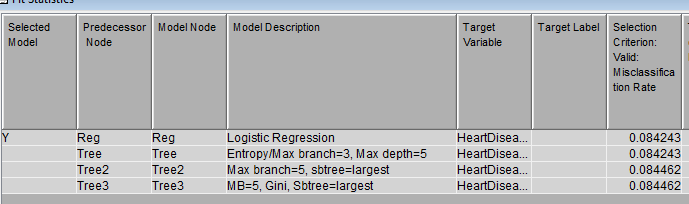 Fit Statistics
Selected Model	Predecessor Node	Model Node	Model Description	Target Variable	Target Label	Selection Criterion: Valid: Misclassification Rate
Y	Reg	Reg	Logistic Regression	HeartDisea...		0.084243
	Tree	Tree	Entropy/Max branch=3, Max depth=5	HeartDisea...		0.084243
	Tree2	Tree2	Max branch=5, sbtree=largest	HeartDisea...		0.084462
	Tree3	Tree3	MB=5, Gini, Sbtree=largest	HeartDisea...		0.084462